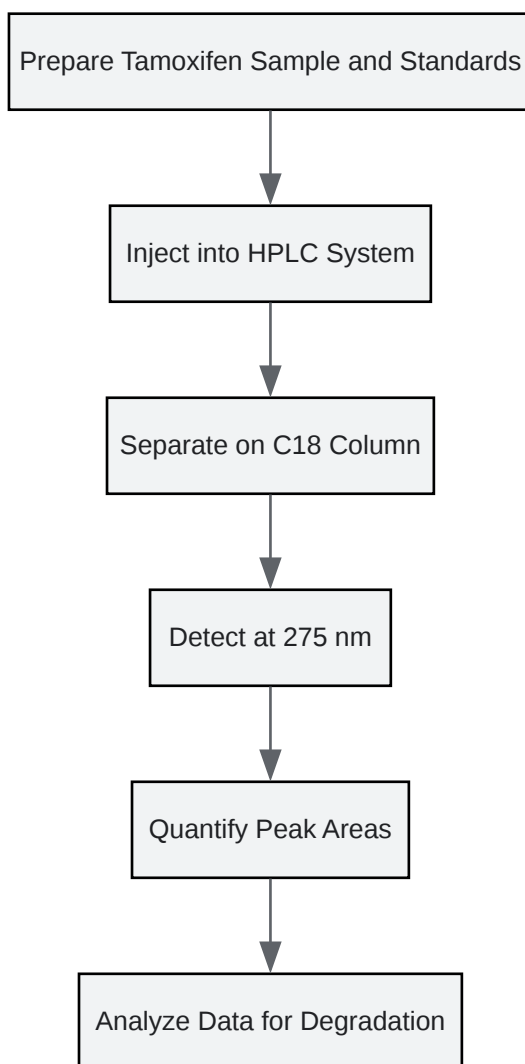 Prepare Tamoxifen Sample and Standards
Inject into HPLC System
Separate on C18 Column
Detect at 275 nm
Quantify Peak Areas
Analyze Data for Degradation